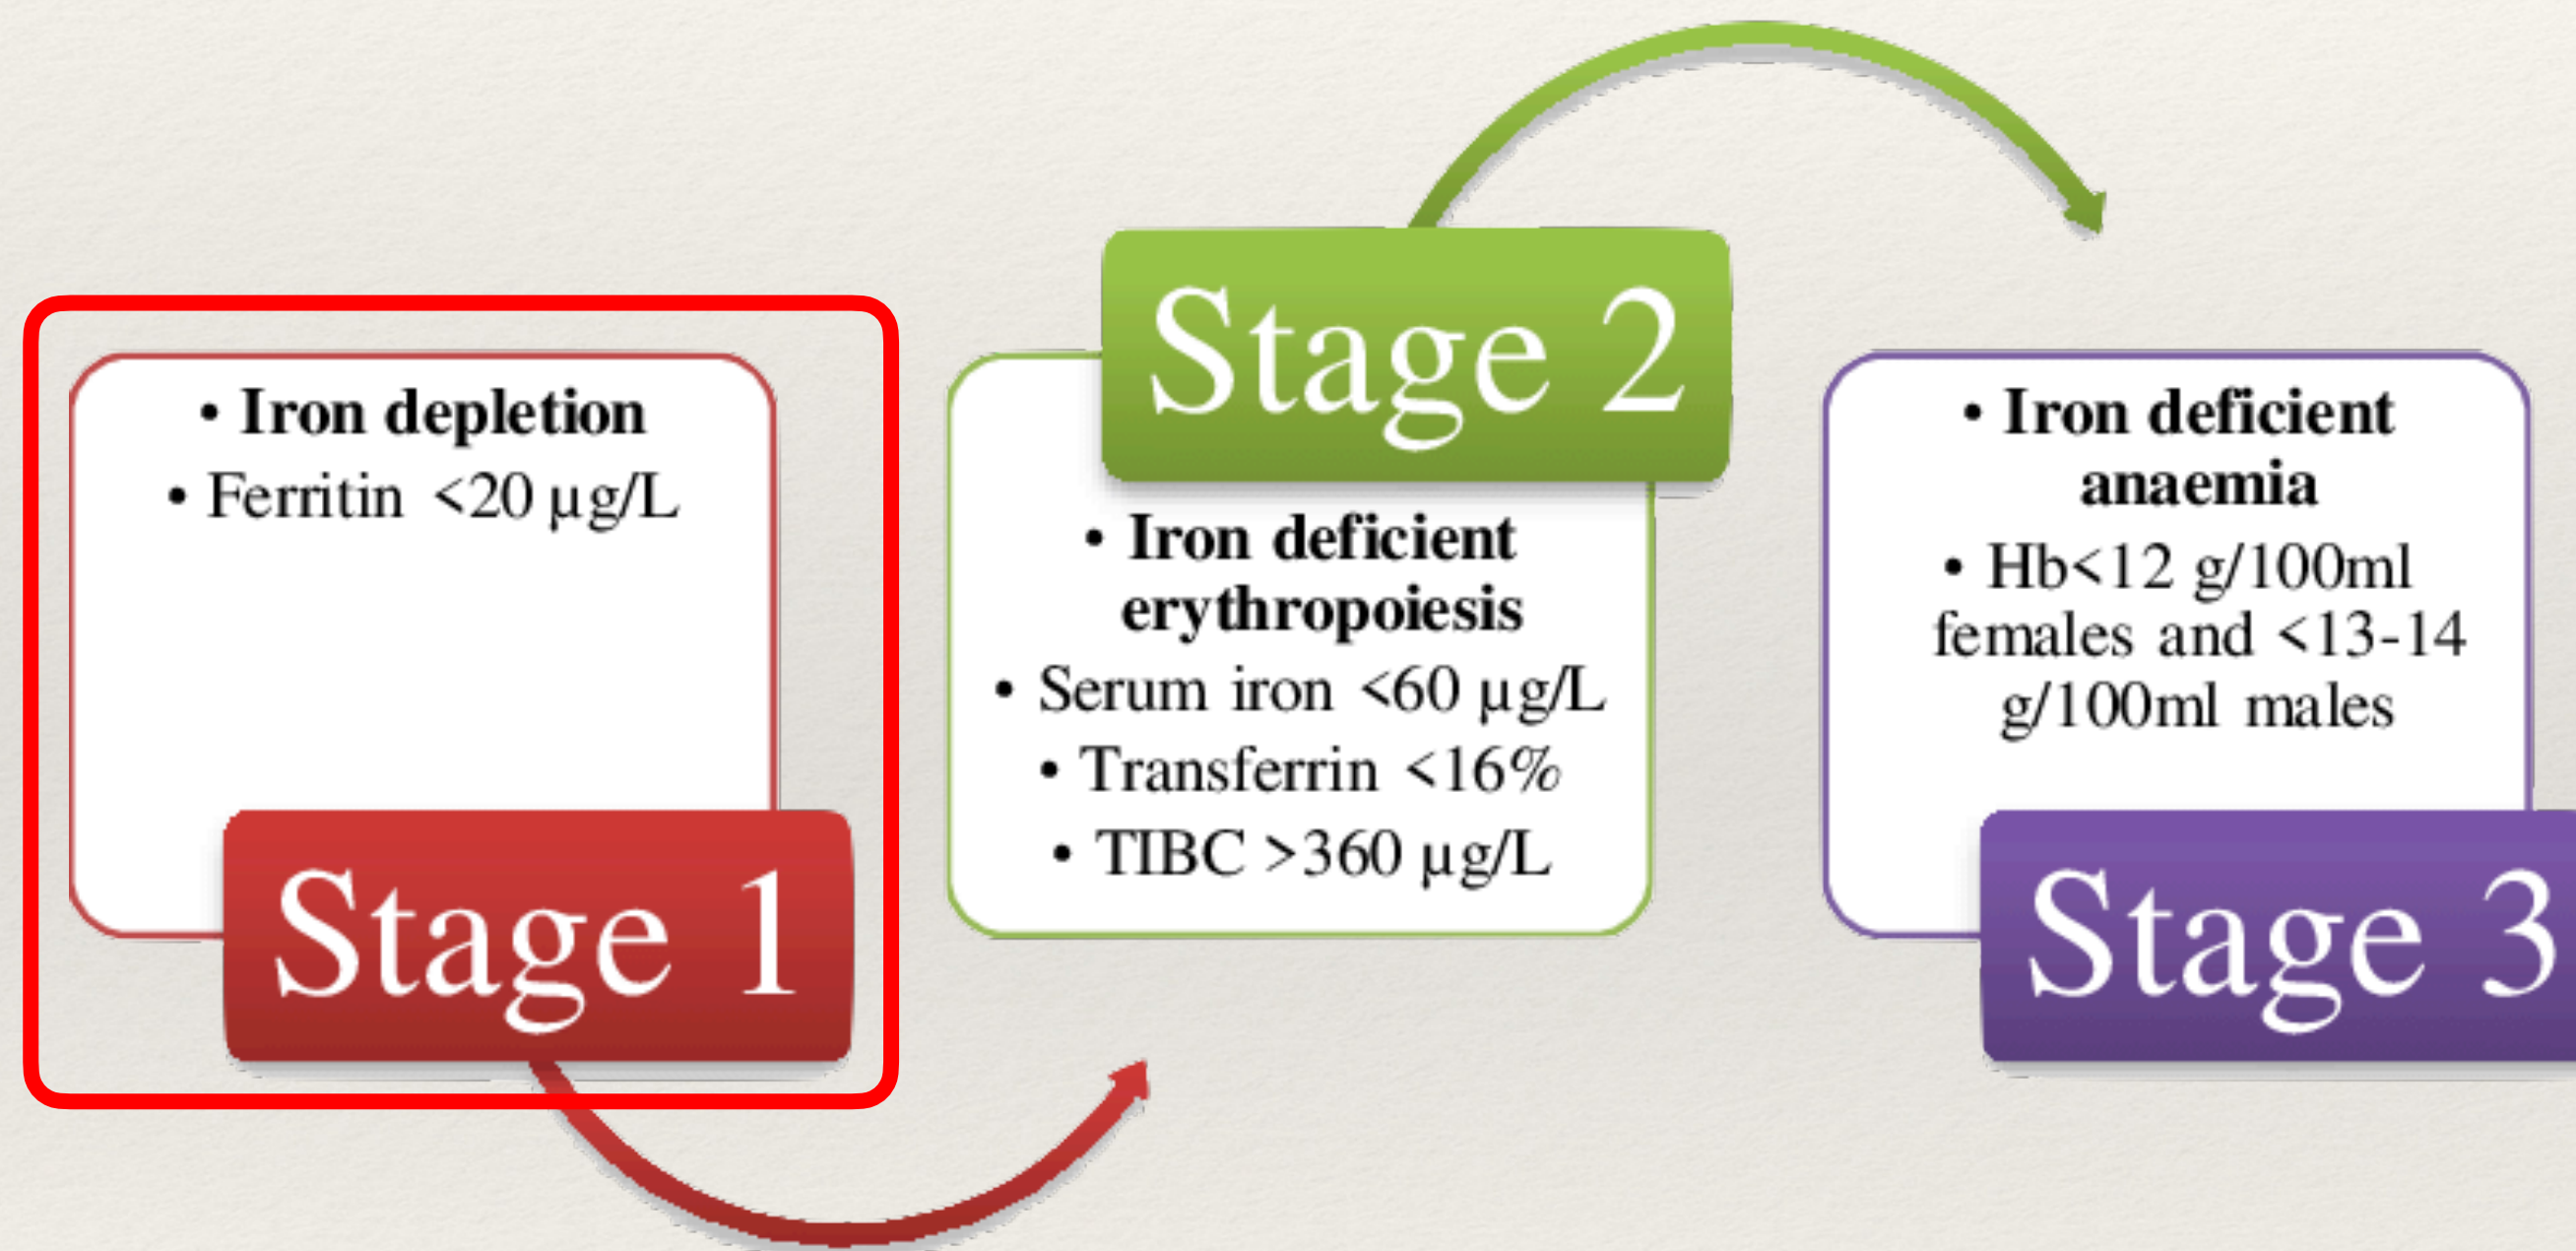 • Iron depletion
• Ferritin <20 µg/L
Stage 1
Stage 2
• Iron deficient
erythropoiesis
• Serum iron <60 µg/L
• Transferrin <16%
• TIBC >360 µg/L
• Iron deficient
anaemia
• Hb<12 g/100ml
females and <13-14
g/100ml males
Stage 3